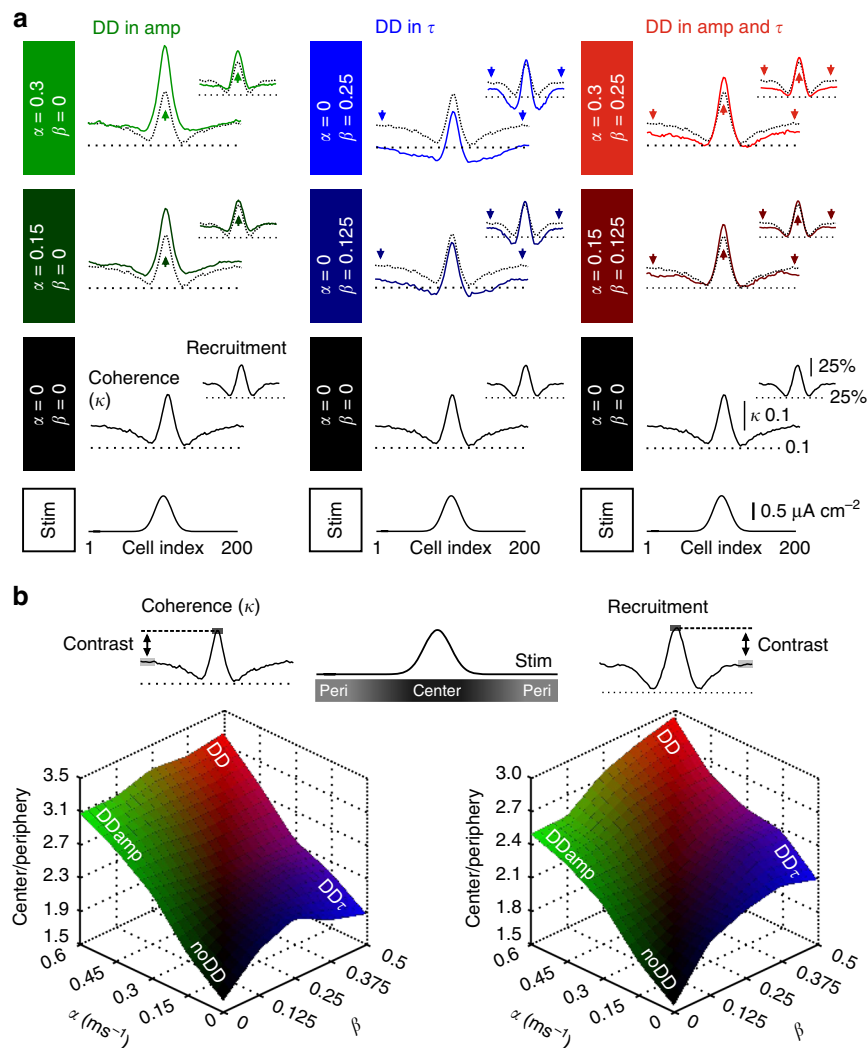 a
DD in amp
DD in τ
DD in amp and τ
α = 0.3
β = 0
α = 0
β = 0.25
α = 0.3
β = 0.25
α = 0.15
β = 0
α = 0
β = 0.125
α = 0.15
β = 0.125
α = 0
β = 0
Recruitment
Coherence (κ)
α = 0
β = 0
α = 0
β = 0
25%
25%
κ 0.1
0.1
Stim
1 Cell index 200
Stim
1 Cell index 200
Stim
0.5 μA cm⁻²
1 Cell index 200
b
Coherence (κ)
Contrast
Stim
Peri Center Peri
Recruitment
Contrast
Center/periphery
3.5
3.1
2.7
2.3
1.9
1.5
0.6
0.45
0.3
0.15
0
α (ms⁻¹)
0
0.125
0.25
0.375
0.5
β
DD
DDamp
DDτ
noDD
Center/periphery
3.0
2.7
2.4
2.1
1.8
1.5
0.6
0.45
0.3
0.15
0
α (ms⁻¹)
0
0.125
0.25
0.375
0.5
β
DD
DDamp
DDτ
noDD